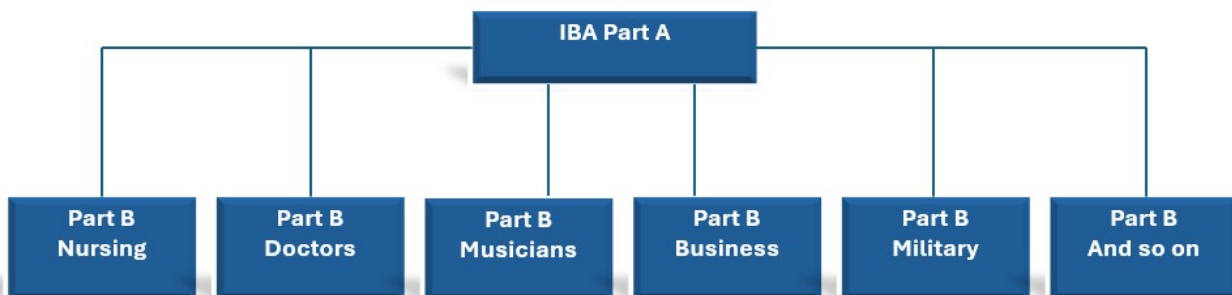 IBA Part A
Part B
Nursing
Part B
Doctors
Part B
Musicians
Part B
Business
Part B
Military
Part B
And so on